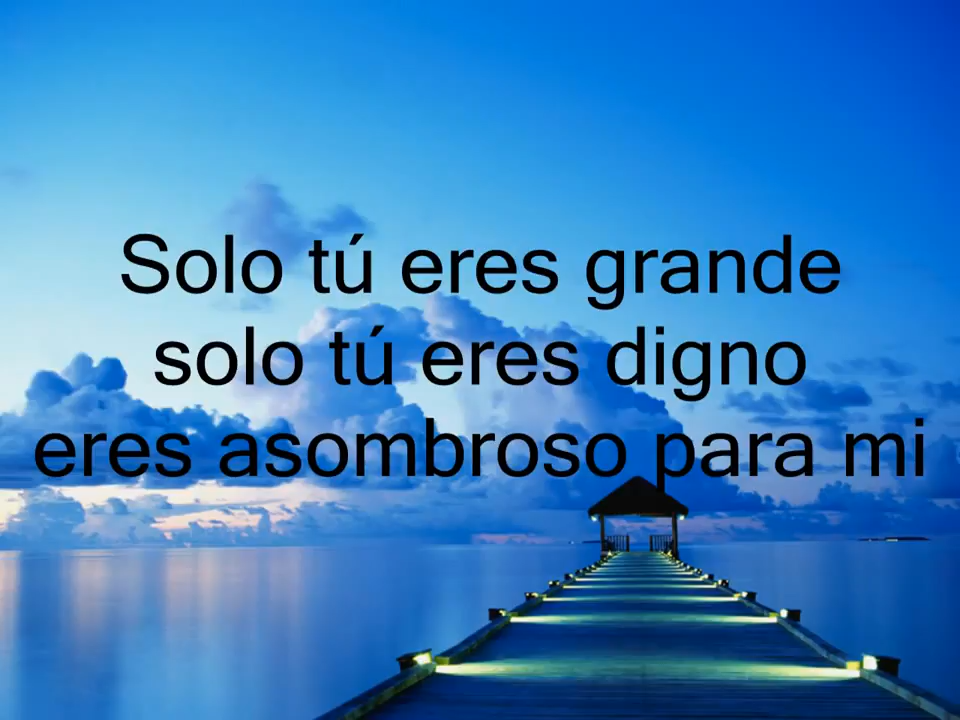 Solo tú eres grande
solo tú eres digno
eres asombroso para mi